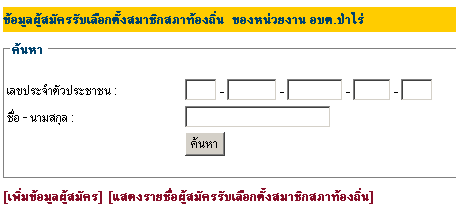 ข้อมูลผู้สมัครรับเลือกตั้งสมาชิกสภาท้องถิ่น ของหน่วยงาน อบต.ป่าไร่
ค้นหา
เลขประจำตัวประชาชน : - - - -
ชื่อ - นามสกุล :
ค้นหา
[เพิ่มข้อมูลผู้สมัคร] [แสดงรายชื่อผู้สมัครรับเลือกตั้งสมาชิกสภาท้องถิ่น]